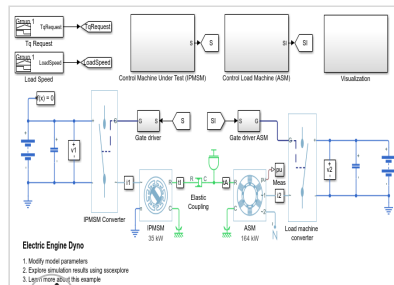 Group 1
TqRequest
TqRequest
Tq Request
Group 1
LoadSpeed
LoadSpeed
Load Speed
S
S
Control Machine Under Test (IPMSM)
SI
SI
Control Load Machine (ASM)
Visualization
f(x) = 0
S
G
S
Gate driver
SI
S
G
Gate driver ASM
G
G
v1
v2
IPMSM Converter
i1
R
C
IPMSM
35 kW
R
C
Elastic
Coupling
R
C
ASM
164 kW
pu
Meas
i2
N
Load machine
converter
Electric Engine Dyno
1. Modify model parameters
2. Explore simulation results using sscexplore
3. Learn more about this example